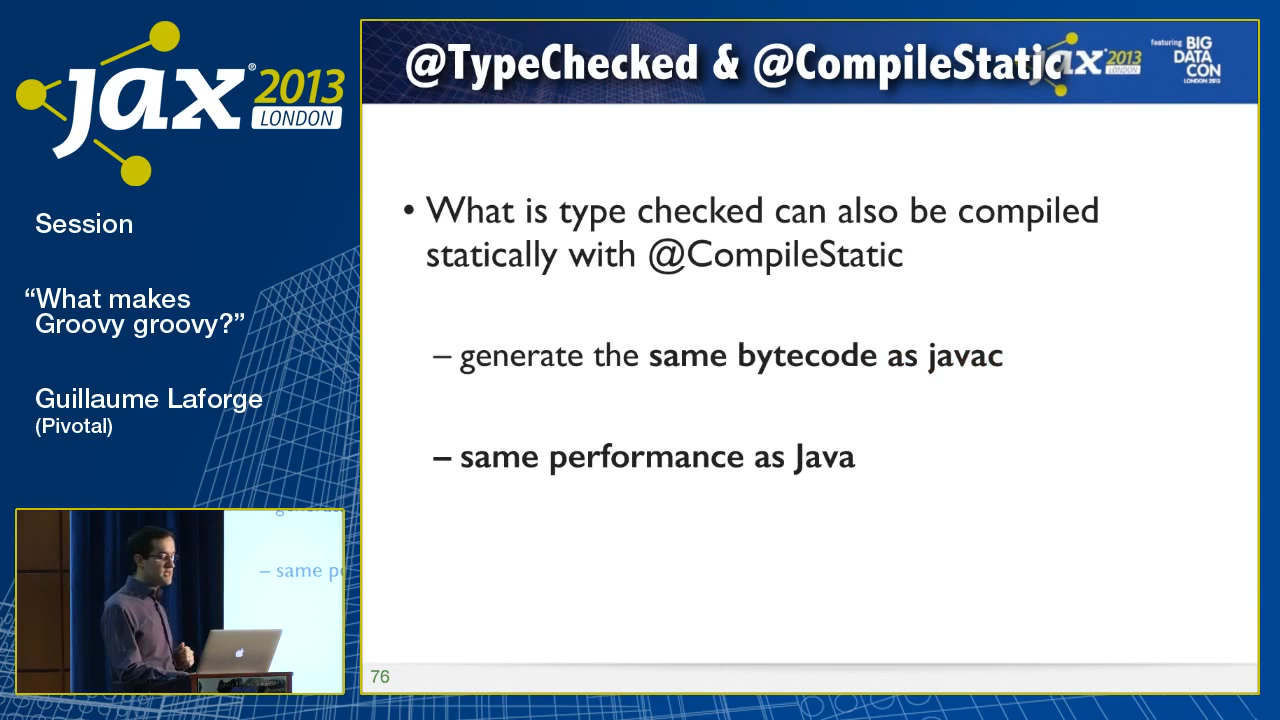 jax® 2013
LONDON
Session
“What makes
Groovy groovy?”
Guillaume Laforge
(Pivotal)
– same
@TypeChecked & @CompileStatic
jax 2013
LONDON
featuring BIG
DATA
CON
LONDON 2013
• What is type checked can also be compiled
statically with @CompileStatic
– generate the same bytecode as javac
– same performance as Java
76